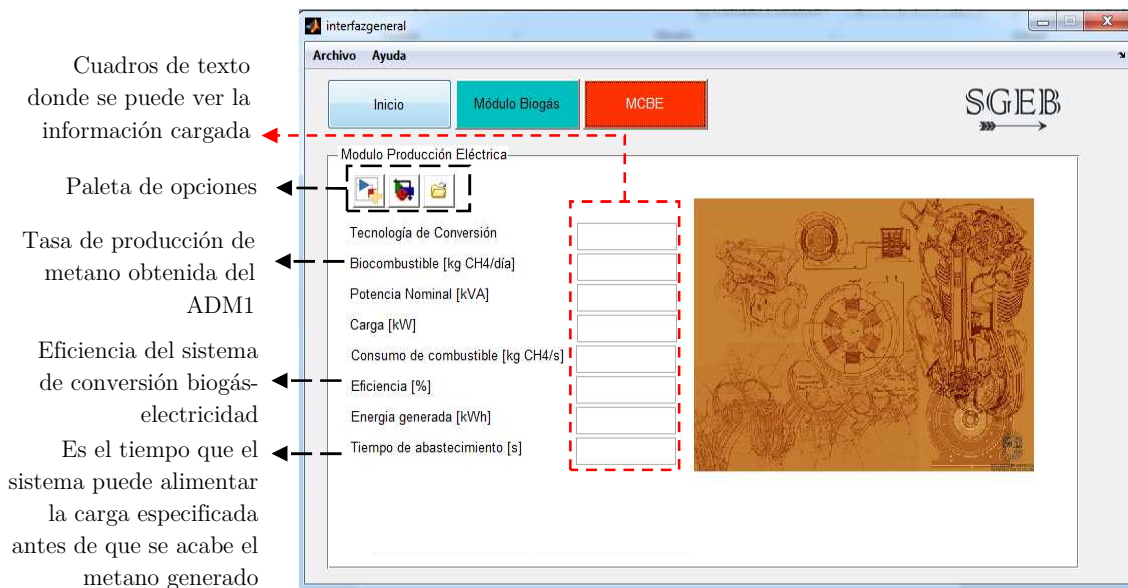 Cuadros de texto
donde se puede ver la
información cargada
Paleta de opciones
Tasa de producción de
metano obtenida del
ADM1
Eficiencia del sistema
de conversión biogás-
electricidad
Es el tiempo que el
sistema puede alimentar
la carga especificada
antes de que se acabe el
metano generado
interfazgeneral
Archivo Ayuda
Inicio Módulo Biogás MCBE
SGEB
Modulo Producción Eléctrica
Tecnología de Conversión
Biocombustible [kg CH4/día]
Potencia Nominal [kVA]
Carga [kW]
Consumo de combustible [kg CH4/s]
Eficiencia [%]
Energia generada [kWh]
Tiempo de abastecimiento [s]